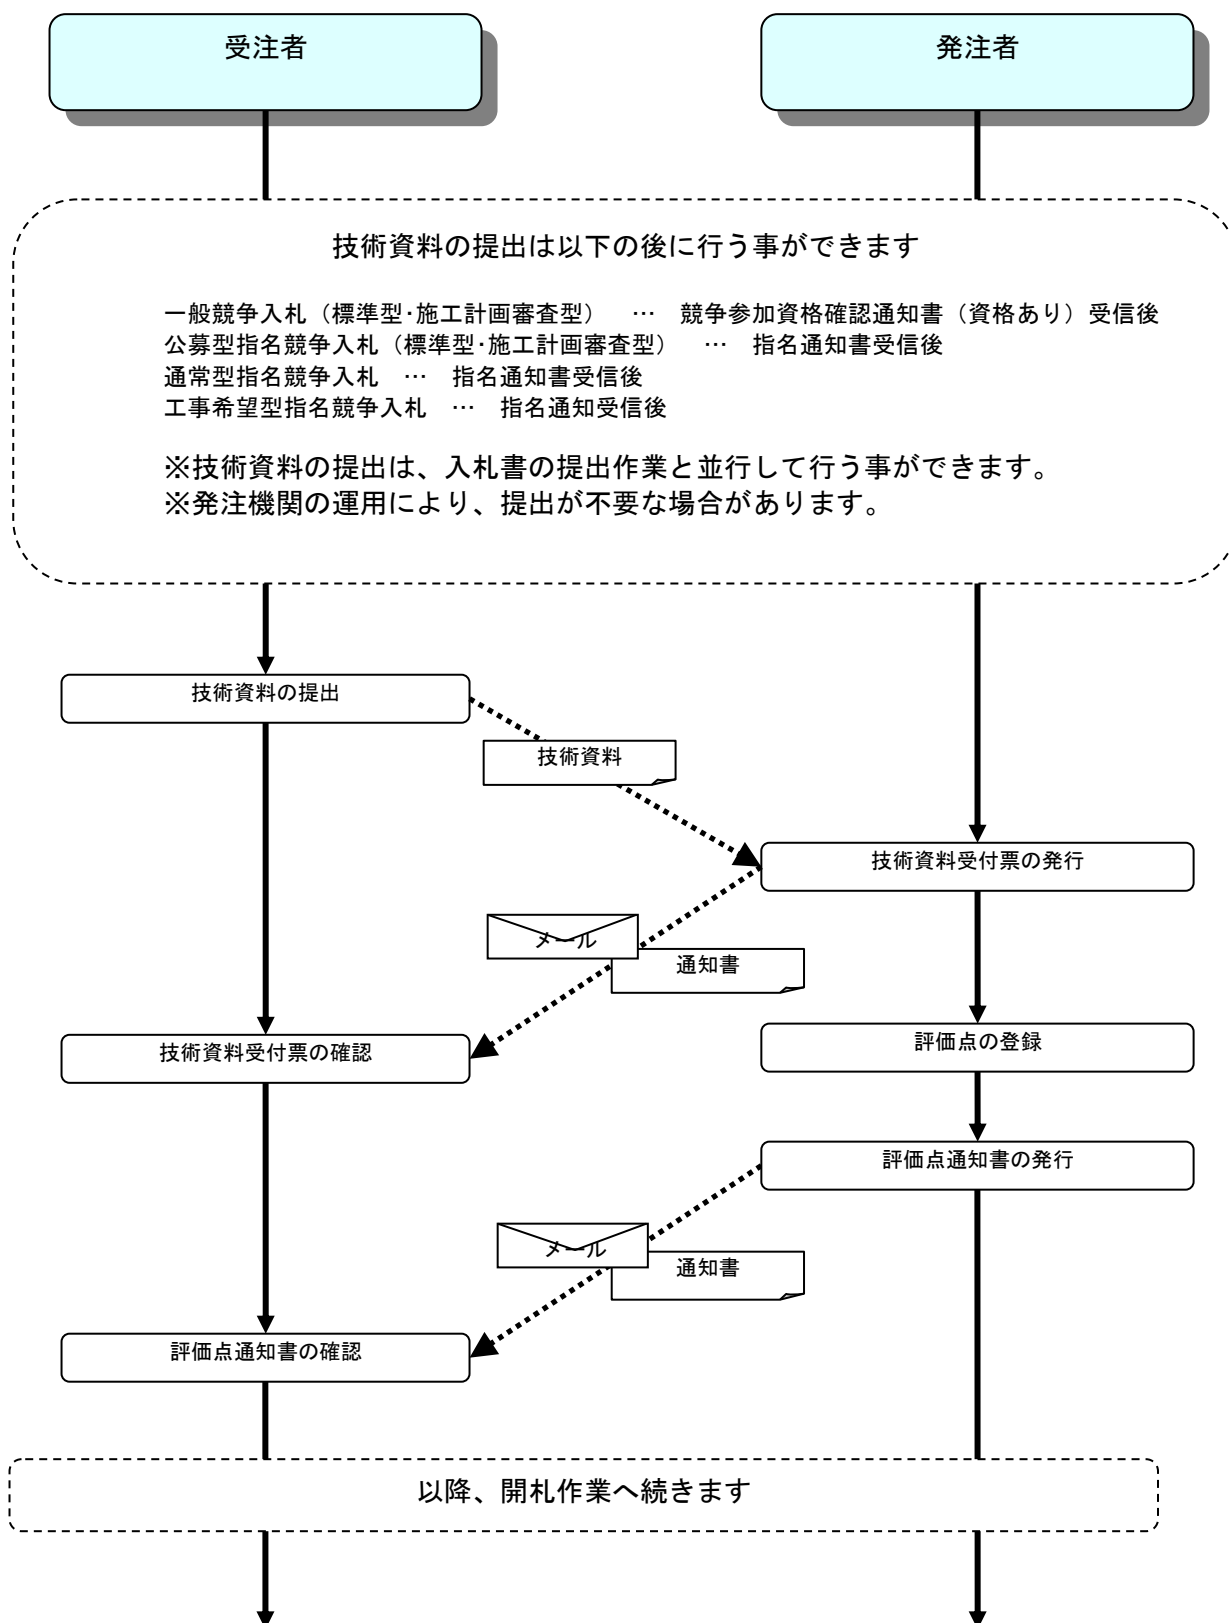 受注者
発注者
技術資料の提出は以下の後に行う事ができます
一般競争入札（標準型･施工計画審査型）　…　競争参加資格確認通知書（資格あり）受信後
公募型指名競争入札（標準型･施工計画審査型）　…　指名通知書受信後
通常型指名競争入札　…　指名通知書受信後
工事希望型指名競争入札　…　指名通知受信後
※技術資料の提出は、入札書の提出作業と並行して行う事ができます。
※発注機関の運用により、提出が不要な場合があります。
技術資料の提出
技術資料
技術資料受付票の発行
メール
通知書
技術資料受付票の確認
評価点の登録
評価点通知書の発行
メール
通知書
評価点通知書の確認
以降、開札作業へ続きます